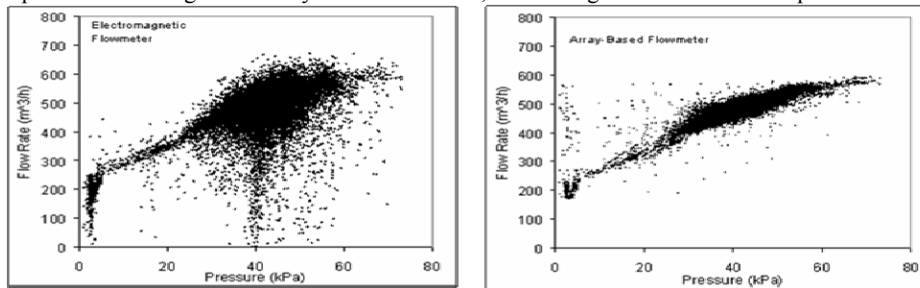 Electromagnetic
Flowmeter
Flow Rate (m^3/h)
800
700
600
500
400
300
200
100
0
0 20 40 60 80
Pressure (kPa)
Array-Based Flowmeter
Flow Rate (m^3/h)
800
700
600
500
400
300
200
100
0
0 20 40 60 80
Pressure (kPa)